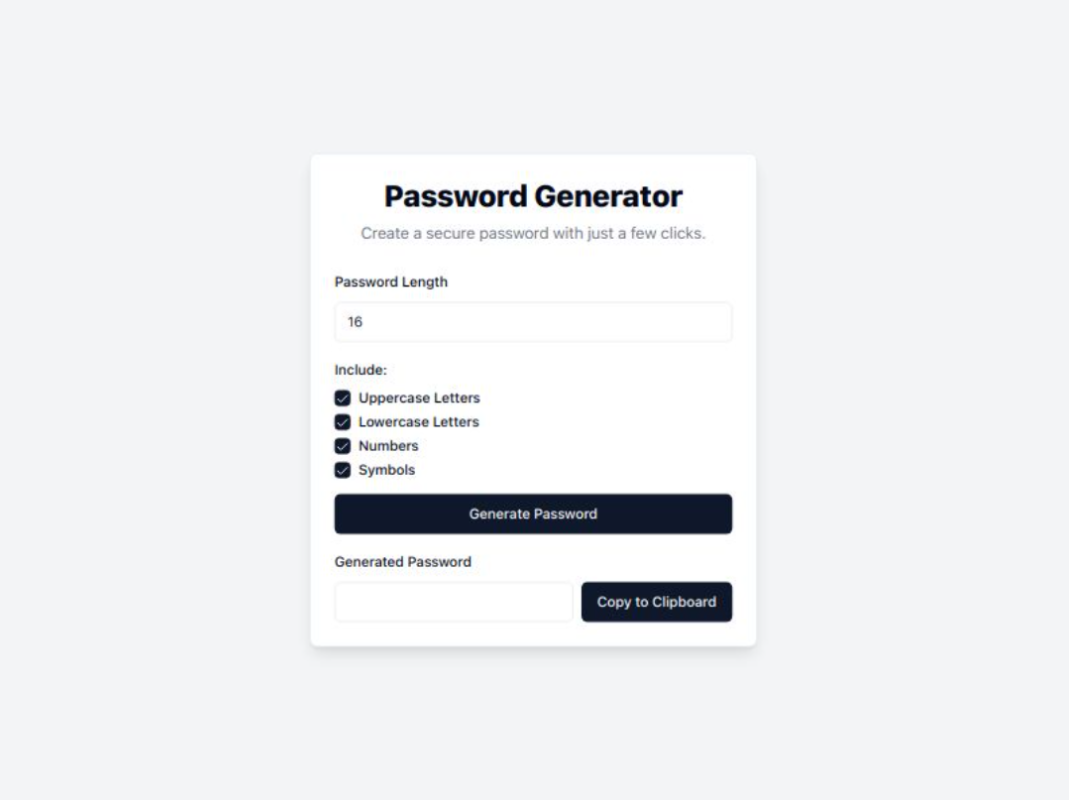 Password Generator
Create a secure password with just a few clicks.
Password Length
16
Include:
Uppercase Letters
Lowercase Letters
Numbers
Symbols
Generate Password
Generated Password
Copy to Clipboard